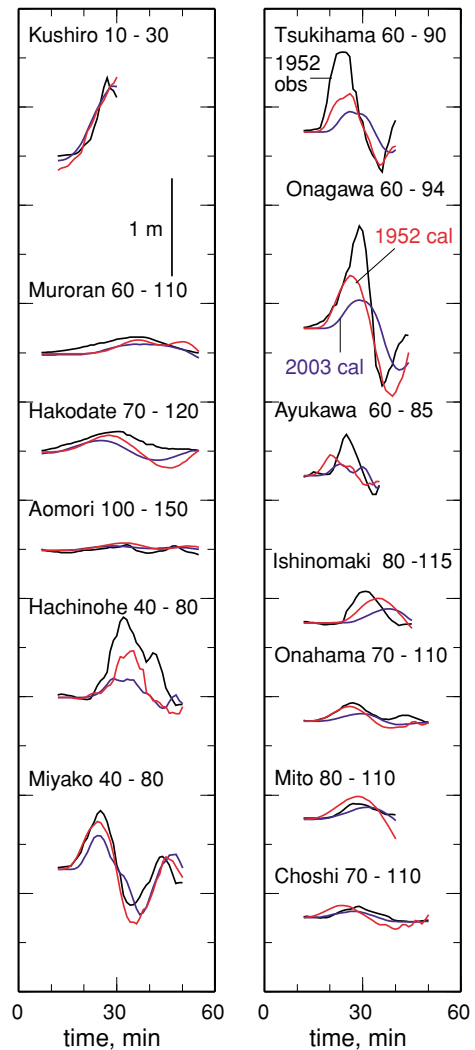 Kushiro 10 - 30
1 m
Muroran 60 - 110
Hakodate 70 - 120
Aomori 100 - 150
Hachinohe 40 - 80
Miyako 40 - 80
0 30 60
time, min
Tsukihama 60 - 90
1952
obs
Onagawa 60 - 94
1952 cal
2003 cal
Ayukawa 60 - 85
Ishinomaki 80 -115
Onahama 70 - 110
Mito 80 - 110
Choshi 70 - 110
0 30 60
time, min